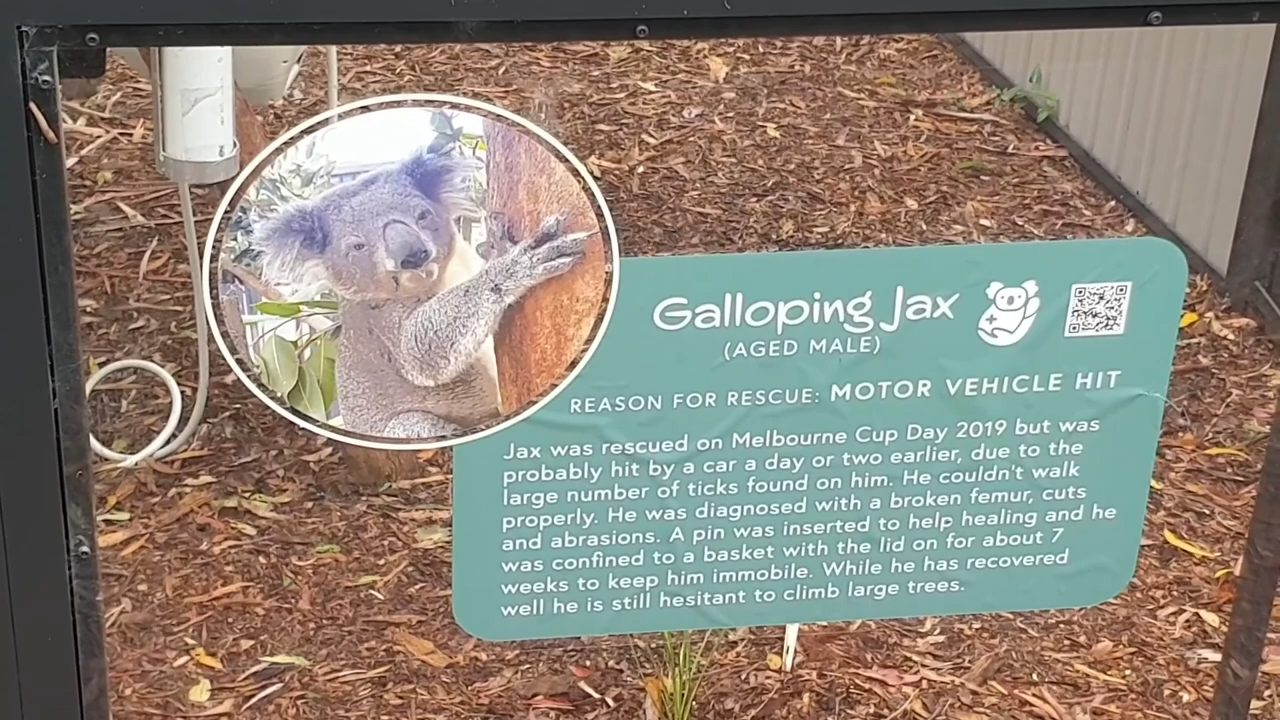 Galloping Jax
(AGED MALE)
REASON FOR RESCUE: MOTOR VEHICLE HIT
Jax was rescued on Melbourne Cup Day 2019 but was
probably hit by a car a day or two earlier, due to the
large number of ticks found on him. He couldn't walk
properly. He was diagnosed with a broken femur, cuts
and abrasions. A pin was inserted to help healing and he
was confined to a basket with the lid on for about 7
weeks to keep him immobile. While he has recovered
well he is still hesitant to climb large trees.